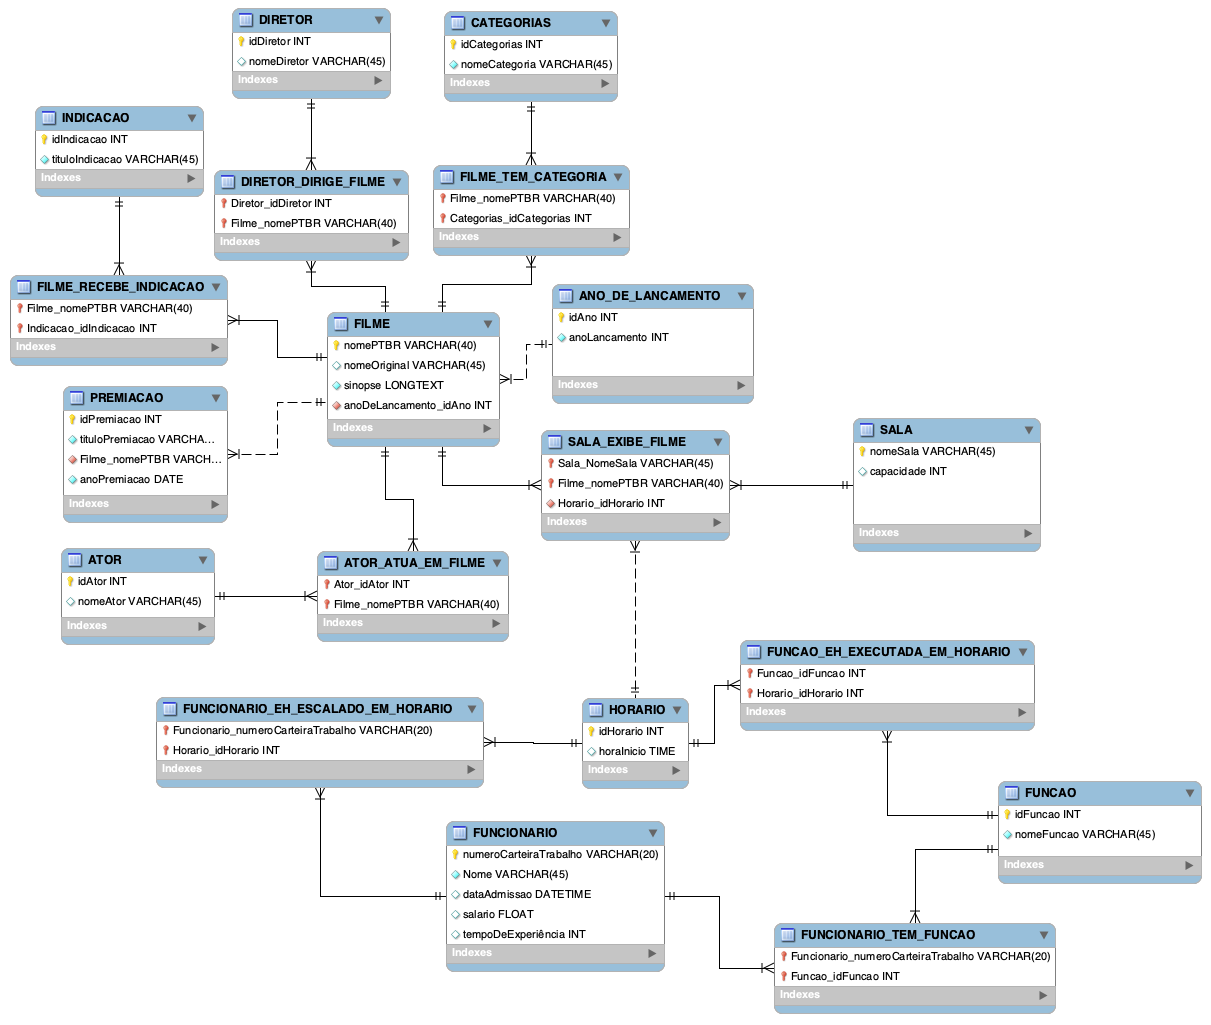 DIRETOR
idDiretor INT
nomeDiretor VARCHAR(45)
Indexes
CATEGORIAS
idCategorias INT
nomeCategoria VARCHAR(45)
Indexes
INDICACAO
idIndicacao INT
tituloIndicacao VARCHAR(45)
Indexes
DIRETOR_DIRIGE_FILME
Diretor_idDiretor INT
Filme_nomePTBR VARCHAR(40)
Indexes
FILME_TEM_CATEGORIA
Filme_nomePTBR VARCHAR(40)
Categorias_idCategorias INT
Indexes
FILME_RECEBE_INDICACAO
Filme_nomePTBR VARCHAR(40)
Indicacao_idIndicacao INT
Indexes
FILME
nomePTBR VARCHAR(40)
nomeOriginal VARCHAR(45)
sinopse LONGTEXT
anoDeLancamento_idAno INT
Indexes
ANO_DE_LANCAMENTO
idAno INT
anoLancamento INT
Indexes
PREMIACAO
idPremiacao INT
tituloPremiacao VARCHA...
Filme_nomePTBR VARCH...
anoPremiacao DATE
Indexes
SALA_EXIBE_FILME
Sala_NomeSala VARCHAR(45)
Filme_nomePTBR VARCHAR(40)
Horario_idHorario INT
Indexes
SALA
nomeSala VARCHAR(45)
capacidade INT
Indexes
ATOR
idAtor INT
nomeAtor VARCHAR(45)
Indexes
ATOR_ATUA_EM_FILME
Ator_idAtor INT
Filme_nomePTBR VARCHAR(40)
Indexes
FUNCAO_EH_EXECUTADA_EM_HORARIO
Funcao_idFuncao INT
Horario_idHorario INT
Indexes
FUNCIONARIO_EH_ESCALADO_EM_HORARIO
Funcionario_numeroCarteiraTrabalho VARCHAR(20)
Horario_idHorario INT
Indexes
HORARIO
idHorario INT
horaInicio TIME
Indexes
FUNCAO
idFuncao INT
nomeFuncao VARCHAR(45)
Indexes
FUNCIONARIO
numeroCarteiraTrabalho VARCHAR(20)
Nome VARCHAR(45)
dataAdmissao DATETIME
salario FLOAT
tempoDeExperiência INT
Indexes
FUNCIONARIO_TEM_FUNCAO
Funcionario_numeroCarteiraTrabalho VARCHAR(20)
Funcao_idFuncao INT
Indexes